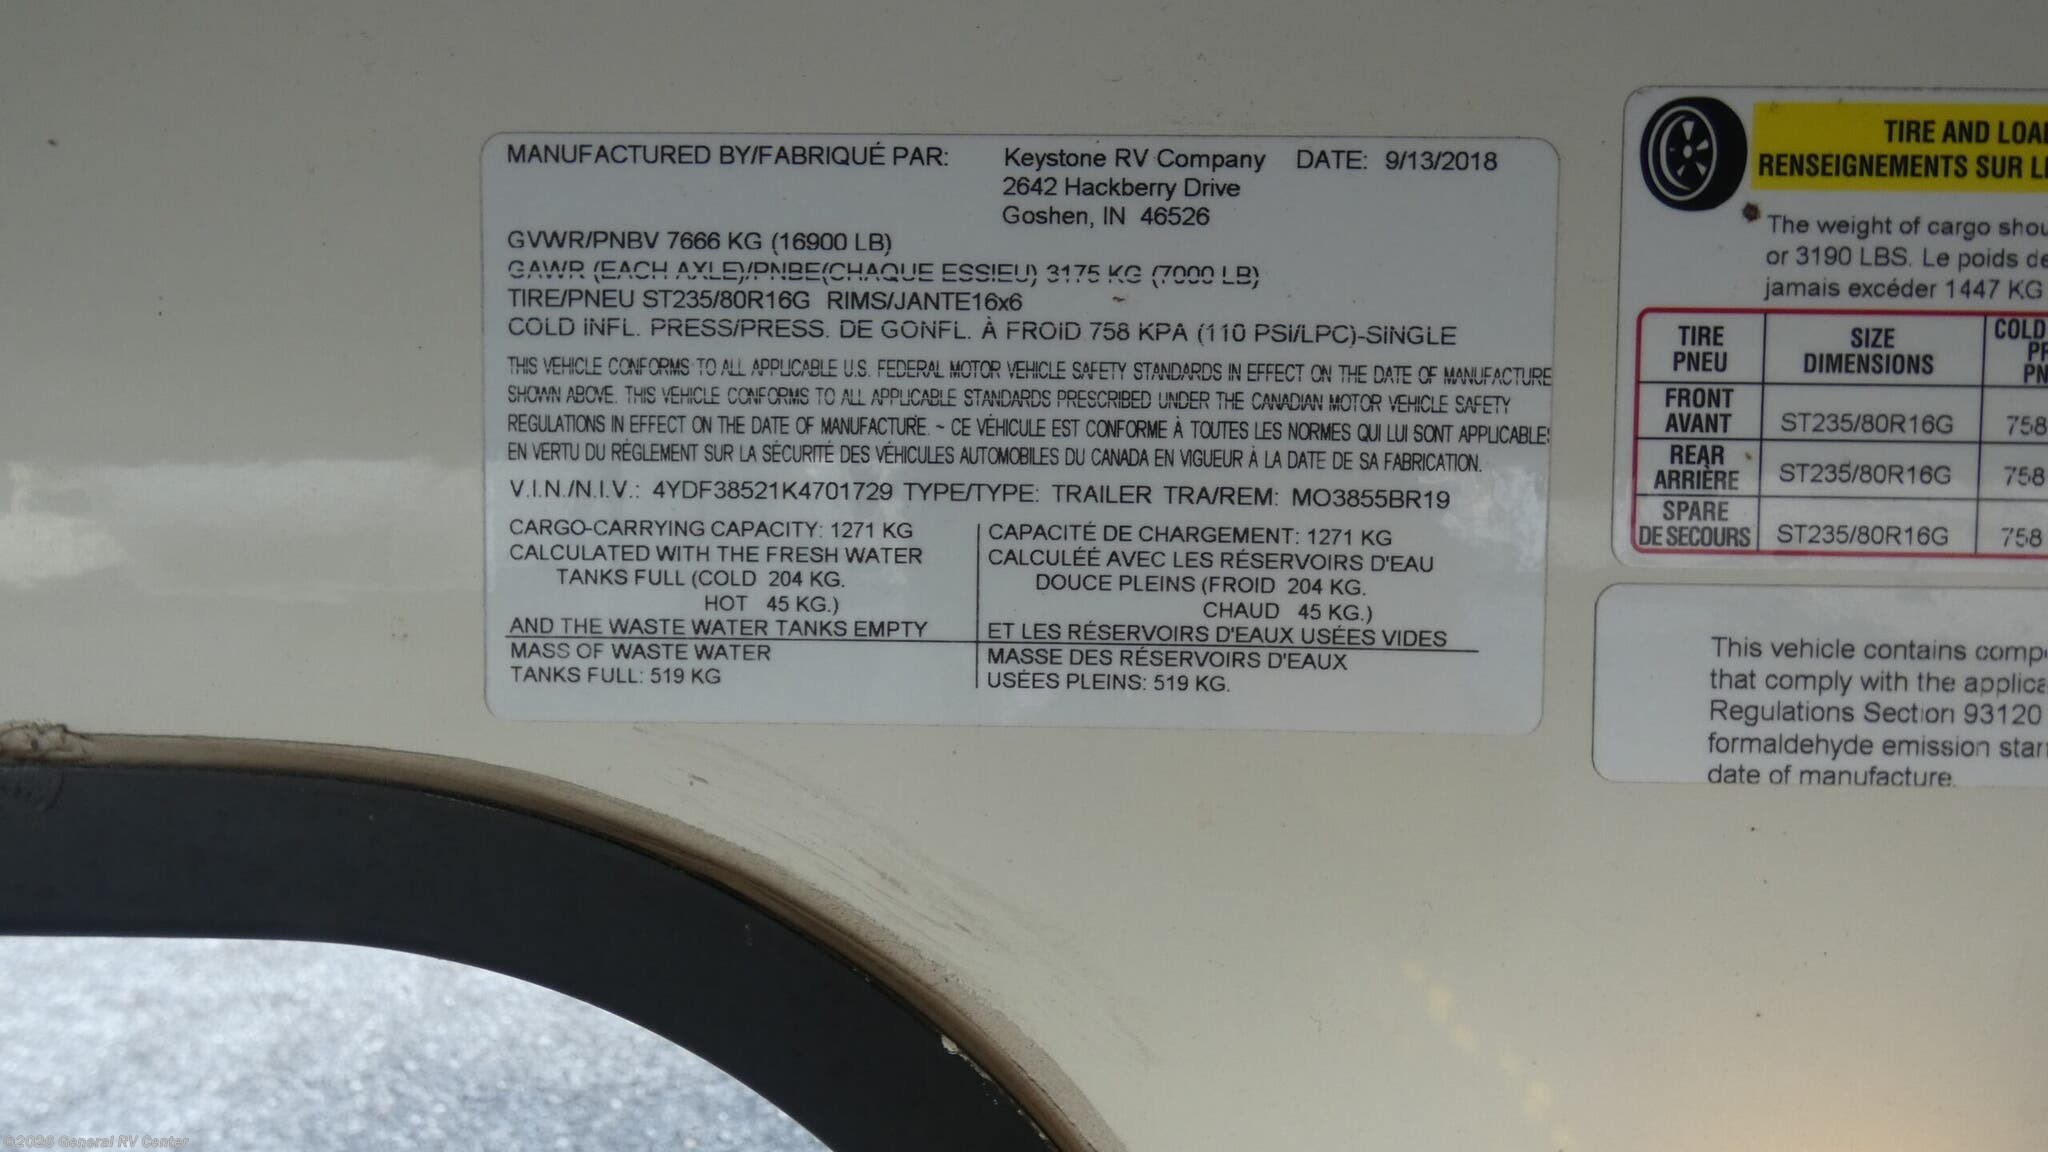 MANUFACTURED BY/FABRIQUÉ PAR: Keystone RV Company DATE: 9/13/2018
2642 Hackberry Drive
Goshen, IN 46526
GVWR/PNBV 7666 KG (16900 LB)
GAWR (EACH AXLE)/PNBE(CHAQUE ESSIEU) 3175 KG (7000 LB)
TIRE/PNEU ST235/80R16G RIMS/JANTE16x6
COLD INFL. PRESS/PRESS. DE GONFL. À FROID 758 KPA (110 PSI/LPC)-SINGLE
THIS VEHICLE CONFORMS TO ALL APPLICABLE U.S. FEDERAL MOTOR VEHICLE SAFETY STANDARDS IN EFFECT ON THE DATE OF MANUFACTURE
SHOWN ABOVE. THIS VEHICLE CONFORMS TO ALL APPLICABLE STANDARDS PRESCRIBED UNDER THE CANADIAN MOTOR VEHICLE SAFETY
REGULATIONS IN EFFECT ON THE DATE OF MANUFACTURE. ~ CE VÉHICULE EST CONFORME À TOUTES LES NORMES QUI LUI SONT APPLICABLES
EN VERTU DU RÉGLEMENT SUR LA SÉCURITÉ DES VÉHICULES AUTOMOBILES DU CANADA EN VIGUEUR À LA DATE DE SA FABRICATION.
V.I.N./N.I.V.: 4YDF38521K4701729 TYPE/TYPE: TRAILER TRA/REM: MO3855BR19
CARGO-CARRYING CAPACITY: 1271 KG
CALCULATED WITH THE FRESH WATER
TANKS FULL (COLD 204 KG.
HOT 45 KG.)
AND THE WASTE WATER TANKS EMPTY
MASS OF WASTE WATER
TANKS FULL: 519 KG
CAPACITÉ DE CHARGEMENT: 1271 KG
CALCULÉÉ AVEC LES RÉSERVOIRS D'EAU
DOUCE PLEINS (FROID 204 KG.
CHAUD 45 KG.)
ET LES RÉSERVOIRS D'EAUX USÉES VIDES
MASSE DES RÉSERVOIRS D'EAUX
USÉES PLEINS: 519 KG.
TIRE AND LOA
RENSEIGNEMENTS SUR L
The weight of cargo shou
or 3190 LBS. Le poids de
jamais excéder 1447 KG
TIRE SIZE COLD
PNEU DIMENSIONS
FRONT
AVANT ST235/80R16G 758
REAR
ARRIÈRE ST235/80R16G 758
SPARE
DE SECOURS ST235/80R16G 758
This vehicle contains comp
that comply with the applica
Regulations Section 93120
formaldehyde emission stan
date of manufacture.
©2026 General RV Center